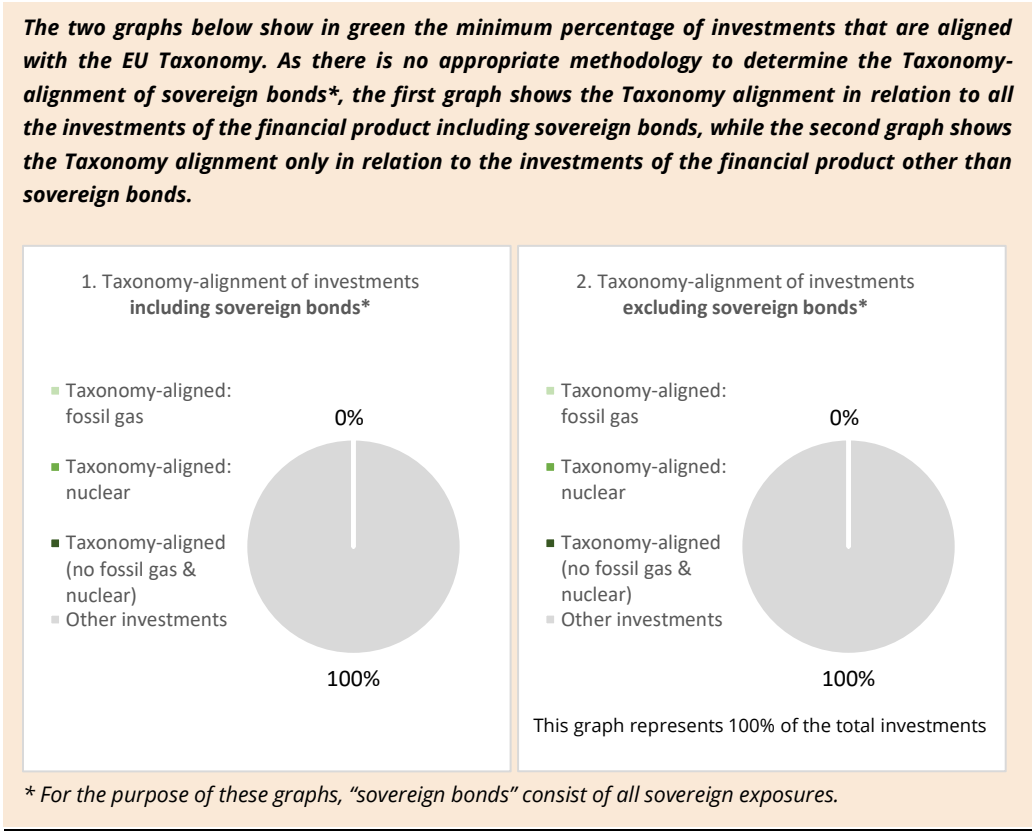 The two graphs below show in green the minimum percentage of investments that are aligned
with the EU Taxonomy. As there is no appropriate methodology to determine the Taxonomy-
alignment of sovereign bonds*, the first graph shows the Taxonomy alignment in relation to all
the investments of the financial product including sovereign bonds, while the second graph shows
the Taxonomy alignment only in relation to the investments of the financial product other than
sovereign bonds.
1. Taxonomy-alignment of investments
including sovereign bonds*
Taxonomy-aligned:
fossil gas
Taxonomy-aligned:
nuclear
Taxonomy-aligned
(no fossil gas &
nuclear)
Other investments
0%
100%
2. Taxonomy-alignment of investments
excluding sovereign bonds*
Taxonomy-aligned:
fossil gas
Taxonomy-aligned:
nuclear
Taxonomy-aligned
(no fossil gas &
nuclear)
Other investments
0%
100%
This graph represents 100% of the total investments
* For the purpose of these graphs, “sovereign bonds” consist of all sovereign exposures.